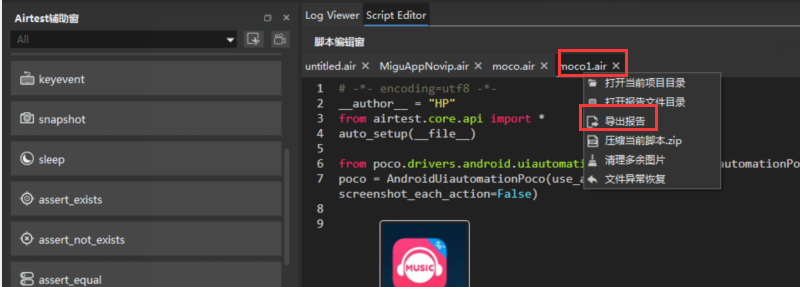 Airtest辅助窗
All
keyevent
snapshot
sleep
assert_exists
assert_not_exists
assert_equal
Log Viewer
Script Editor
脚本编辑窗
untitled.air
MiguAppNovip.air
moco.air
moco1.air
1 # -*- encoding=utf8 -*-
2 __author__ = "HP"
3 from airtest.core.api import *
4 auto_setup(__file__)
5
6 from poco.drivers.android.uiautomati utomationPo
7 poco = AndroidUiautomationPoco(use_a
screenshot_each_action=False)
8
9
打开当前项目目录
打开报告文件目录
导出报告
压缩当前脚本.zip
清理多余图片
文件异常恢复
MUSIC